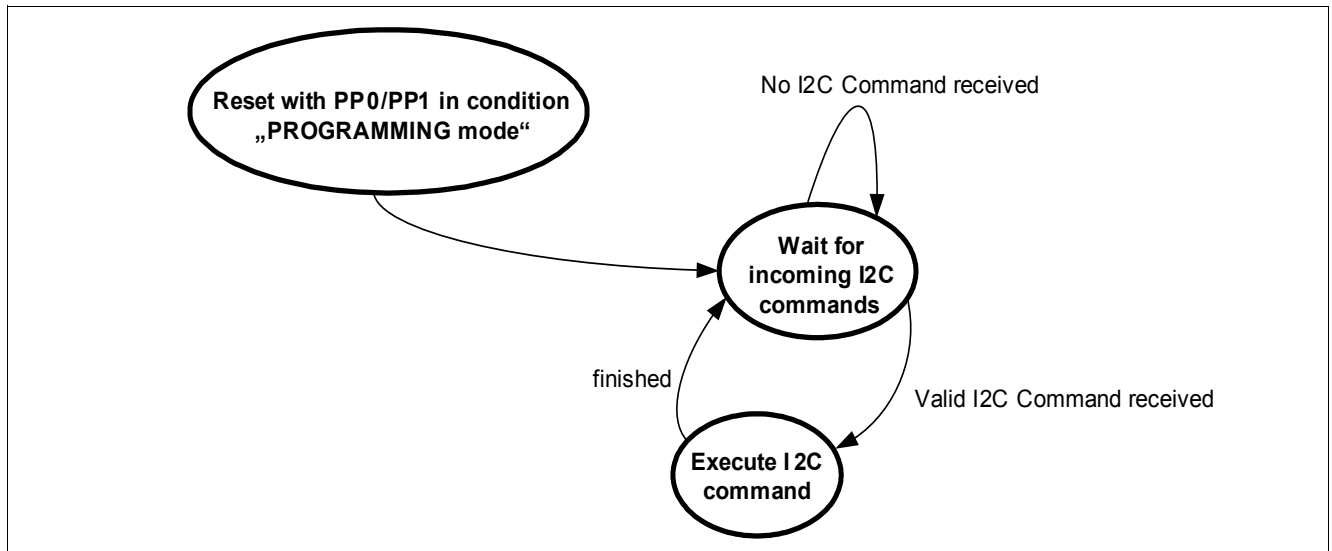 Reset with PP0/PP1 in condition
„PROGRAMMING mode“
No I2C Command received
Wait for
incoming I2C
commands
finished
Valid I2C Command received
Execute I2C
command